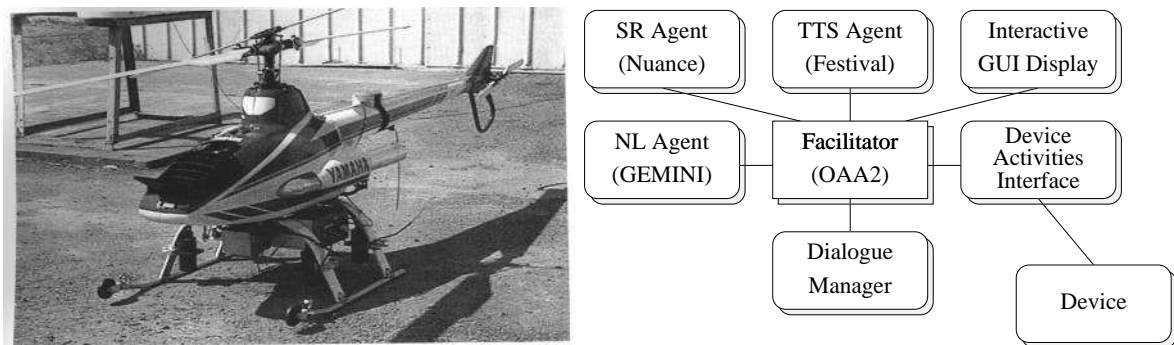 YAMAHA
SR Agent
(Nuance)
TTS Agent
(Festival)
Interactive
GUI Display
NL Agent
(GEMINI)
Facilitator
(OAA2)
Device
Activities
Interface
Dialogue
Manager
Device